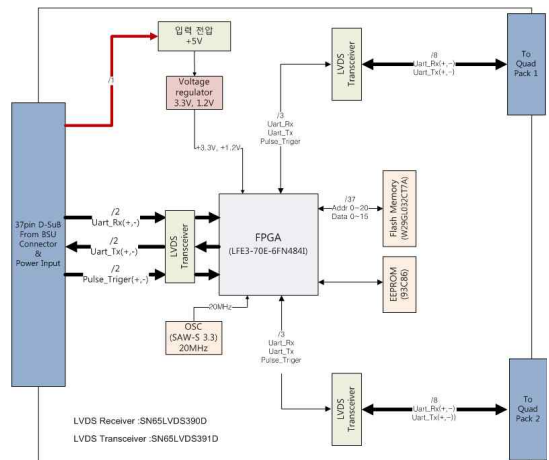 입력 전압
+5V
/1
Voltage
regulator
3.3V, 1.2V
+3.3V, +1.2V
37pin D-SuB
From BSU
Connector
&
Power Input
/2
Uart_Rx(+,-)
/2
Uart_Tx(+,-)
/2
Pulse_Triger(+,-)
LVDS
Transceiver
FPGA
(LFE3-70E-6FN484I)
20MHz
OSC
(SAW-S 3.3)
20MHz
/3
Uart_Rx
Uart_Tx
Pulse_Triger
LVDS
Transceiver
/8
Uart_Rx(+,-)
Uart_Tx(+,-)
To
Quad
Pack 1
/37
Addr 0~20
Data 0~15
Flash Memory
(W29GL032CT7A)
EEPROM
(93C86)
/3
Uart_Rx
Uart_Tx
Pulse_Triger
LVDS
Transceiver
/8
Uart_Rx(+,-)
Uart_Tx(+,-))
To
Quad
Pack 2
LVDS Receiver :SN65LVDS390D
LVDS Transceiver :SN65LVDS391D